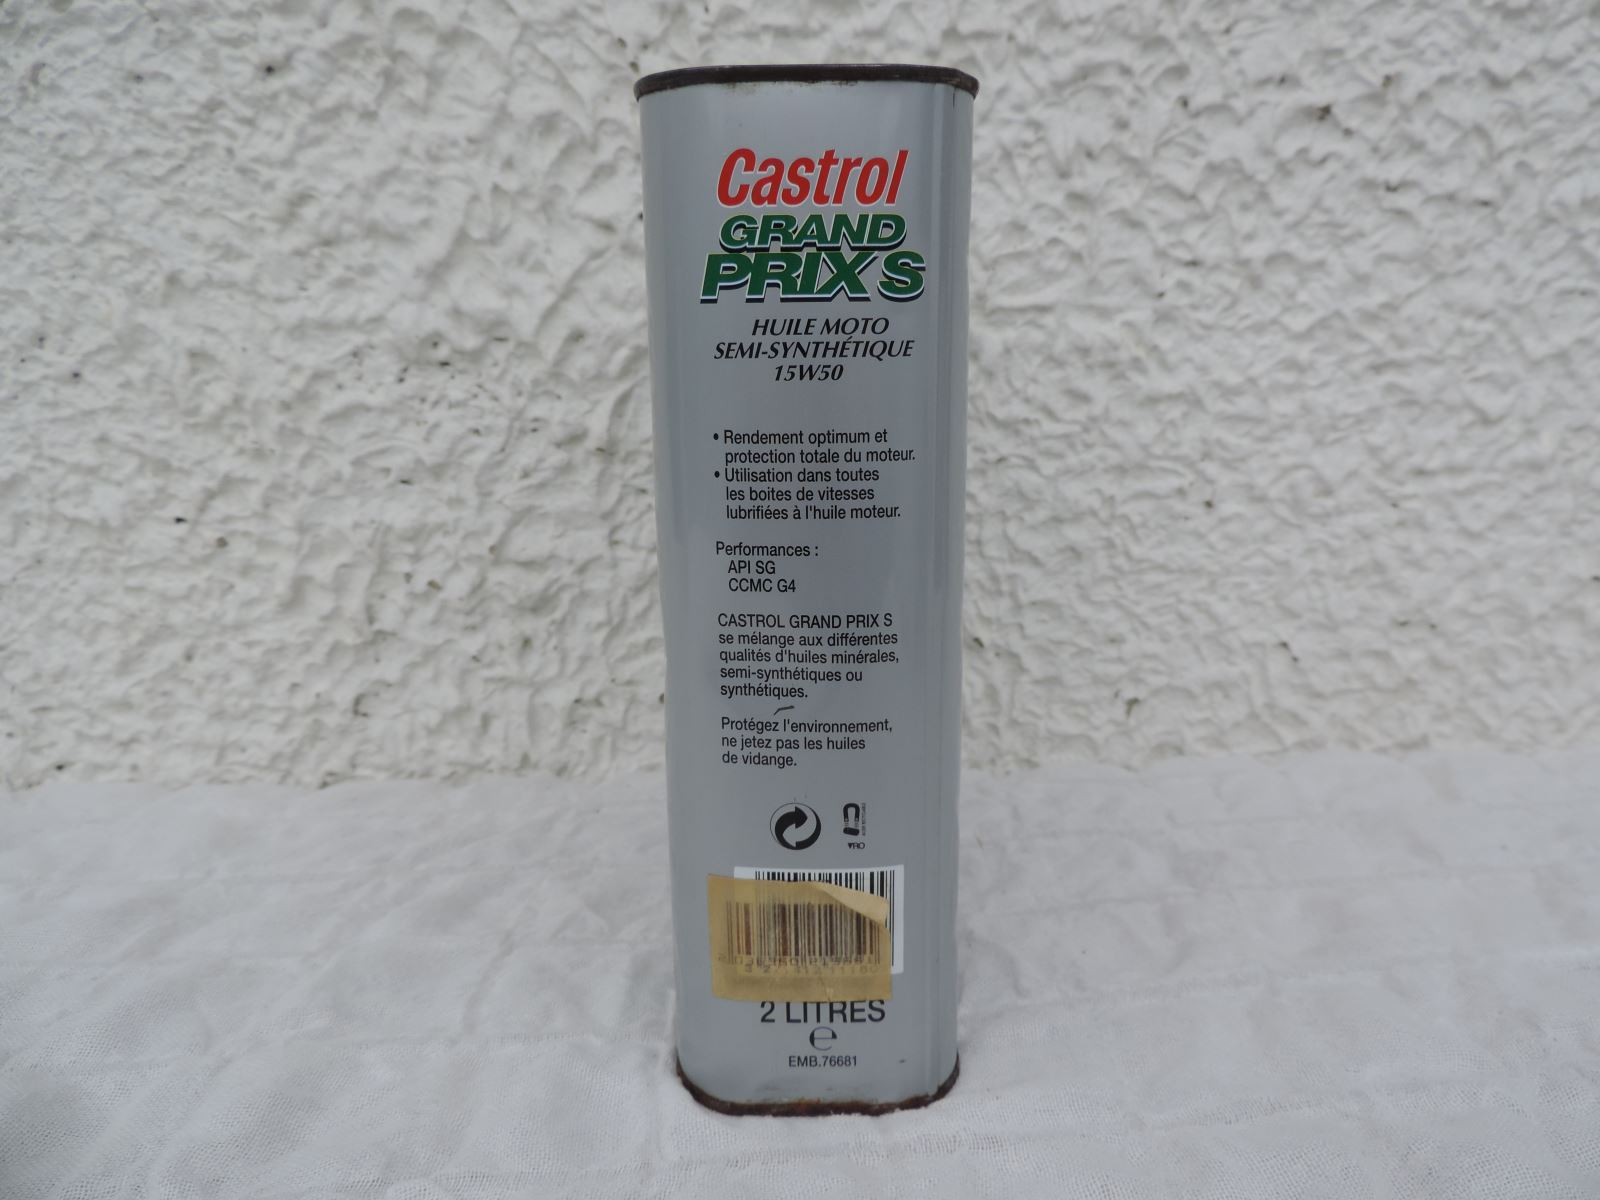 Castrol
GRAND
PRIX S
HUILE MOTO
SEMI-SYNTHÉTIQUE
15W50
• Rendement optimum et
protection totale du moteur.
• Utilisation dans toutes
les boites de vitesses
lubrifiées à l'huile moteur.
Performances :
API SG
CCMC G4
CASTROL GRAND PRIX S
se mélange aux différentes
qualités d'huiles minérales,
semi-synthétiques ou
synthétiques.
Protégez l'environnement,
ne jetez pas les huiles
de vidange.
2 LITRES
e
EMB.76681